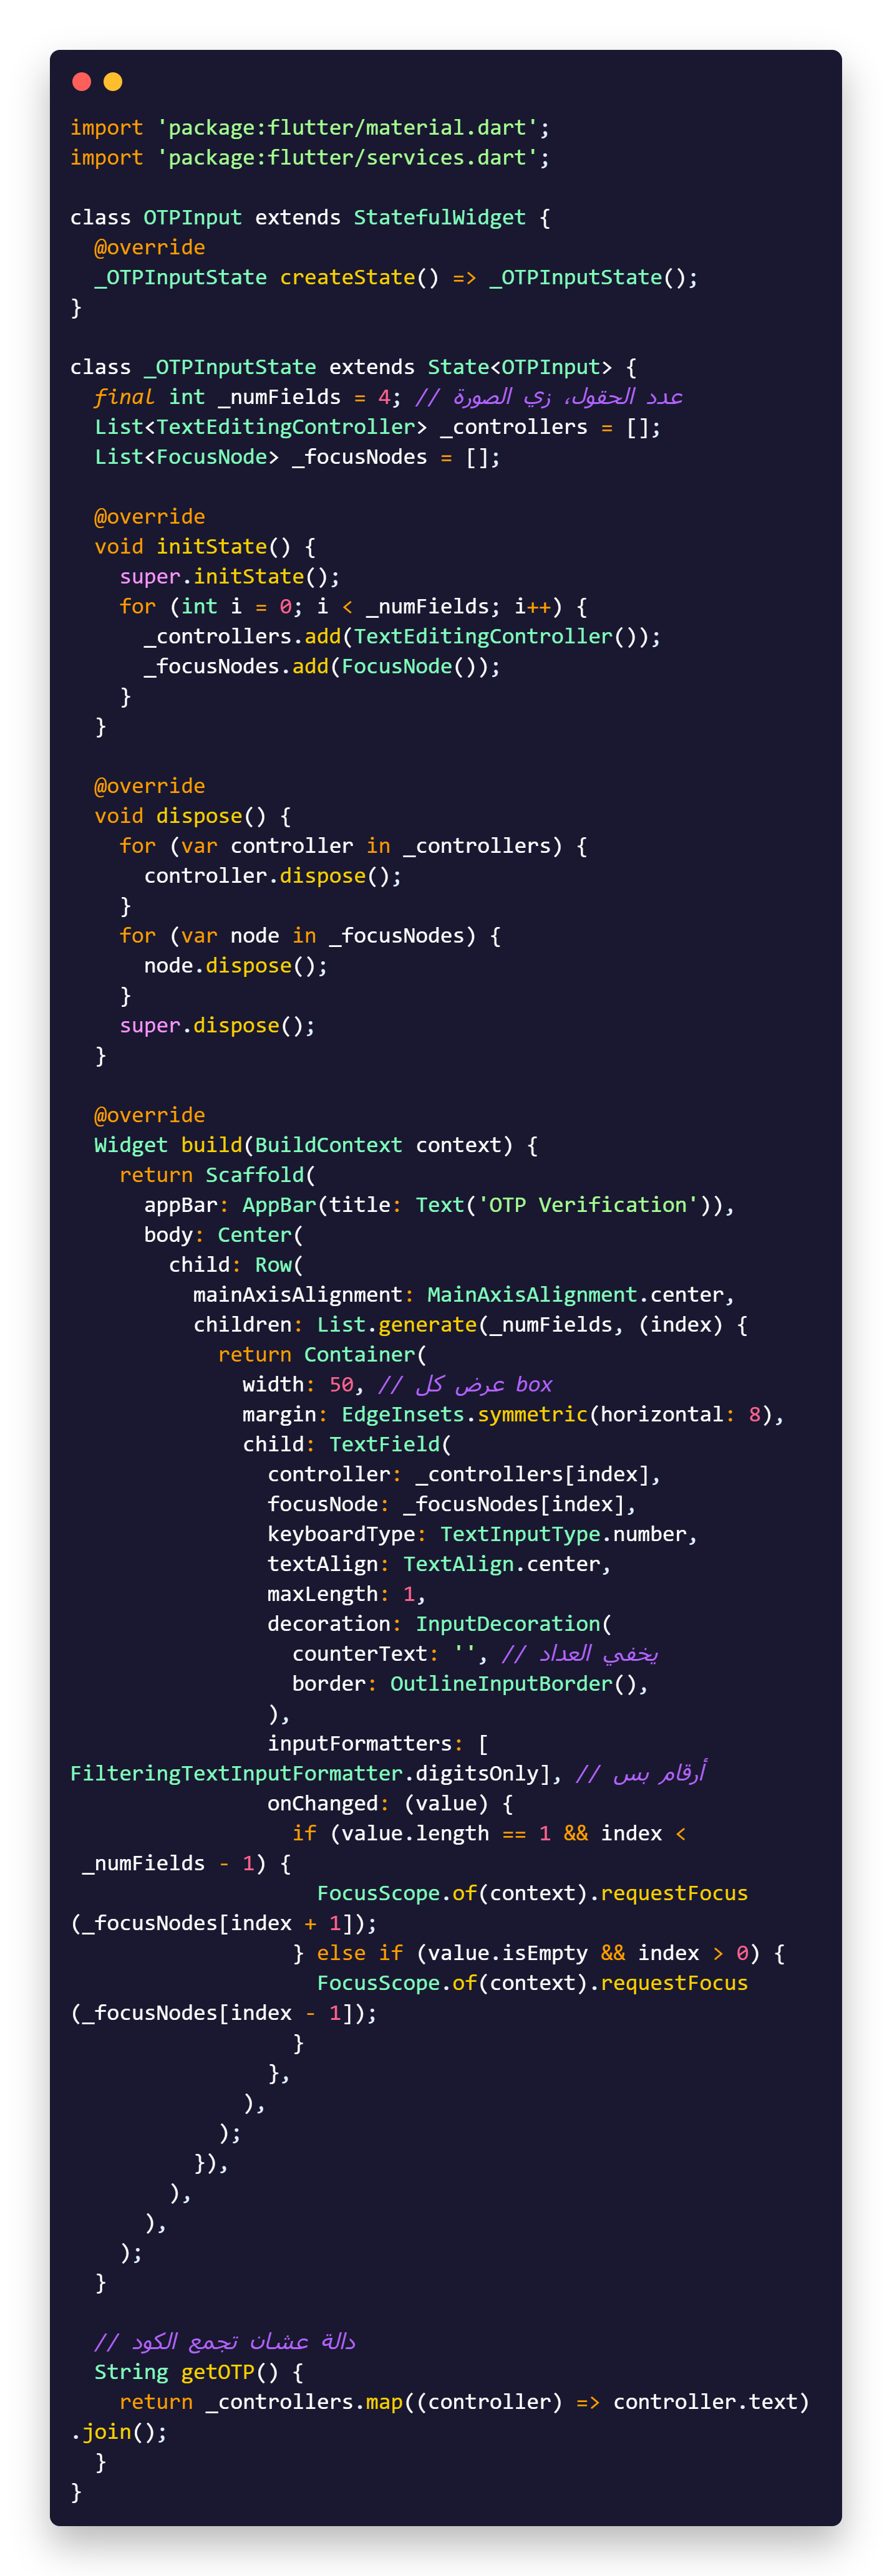 import 'package:flutter/material.dart';
import 'package:flutter/services.dart';

class OTPInput extends StatefulWidget {
  @override
  _OTPInputState createState() => _OTPInputState();
}

class _OTPInputState extends State<OTPInput> {
  final int _numFields = 4; // عدد الحقول، زي الصورة
  List<TextEditingController> _controllers = [];
  List<FocusNode> _focusNodes = [];

  @override
  void initState() {
    super.initState();
    for (int i = 0; i < _numFields; i++) {
      _controllers.add(TextEditingController());
      _focusNodes.add(FocusNode());
    }
  }

  @override
  void dispose() {
    for (var controller in _controllers) {
      controller.dispose();
    }
    for (var node in _focusNodes) {
      node.dispose();
    }
    super.dispose();
  }

  @override
  Widget build(BuildContext context) {
    return Scaffold(
      appBar: AppBar(title: Text('OTP Verification')),
      body: Center(
        child: Row(
          mainAxisAlignment: MainAxisAlignment.center,
          children: List.generate(_numFields, (index) {
            return Container(
              width: 50, // عرض كل box
              margin: EdgeInsets.symmetric(horizontal: 8),
              child: TextField(
                controller: _controllers[index],
                focusNode: _focusNodes[index],
                keyboardType: TextInputType.number,
                textAlign: TextAlign.center,
                maxLength: 1,
                decoration: InputDecoration(
                  counterText: '', // يخفي العداد
                  border: OutlineInputBorder(),
                ),
                inputFormatters: [
FilteringTextInputFormatter.digitsOnly], // أرقام بس
                onChanged: (value) {
                  if (value.length == 1 && index <
 _numFields - 1) {
                    FocusScope.of(context).requestFocus
(_focusNodes[index + 1]);
                  } else if (value.isEmpty && index > 0) {
                    FocusScope.of(context).requestFocus
(_focusNodes[index - 1]);
                  }
                },
              ),
            );
          }),
        ),
      ),
    );
  }

  // دالة عشان تجمع الكود
  String getOTP() {
    return _controllers.map((controller) => controller.text)
.join();
  }
}